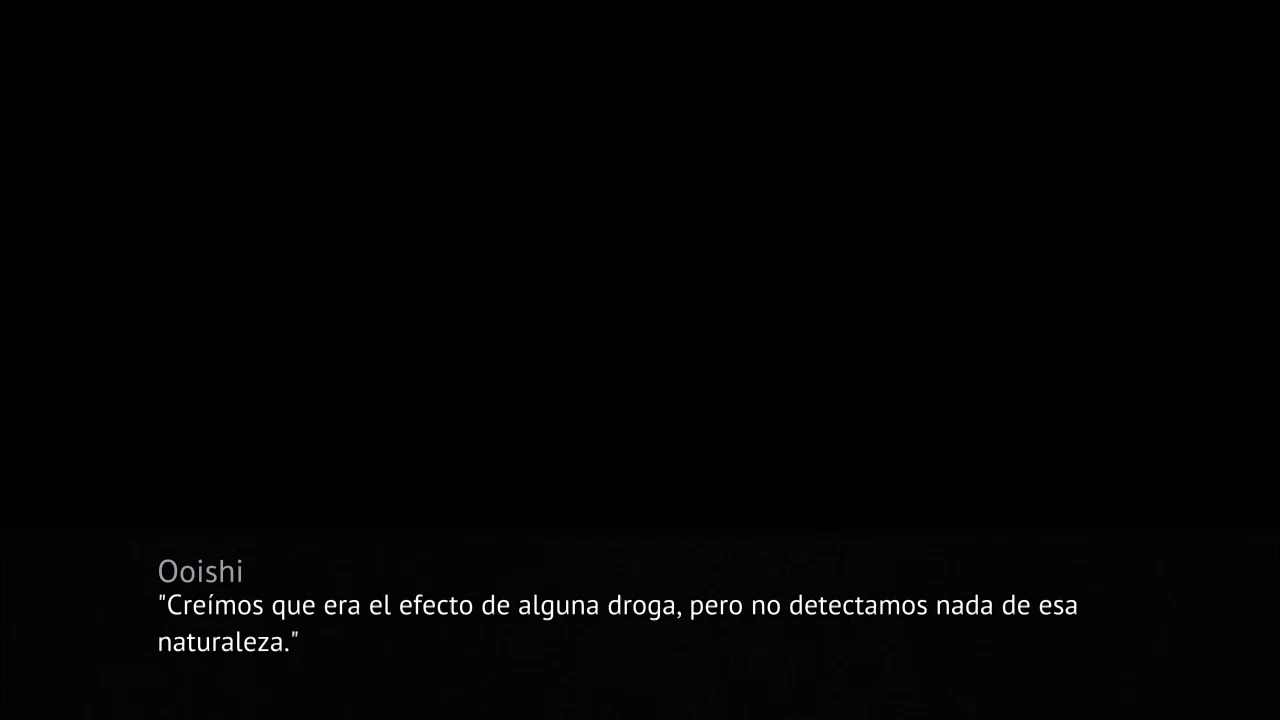 Ooishi
"Creímos que era el efecto de alguna droga, pero no detectamos nada de esa
naturaleza."